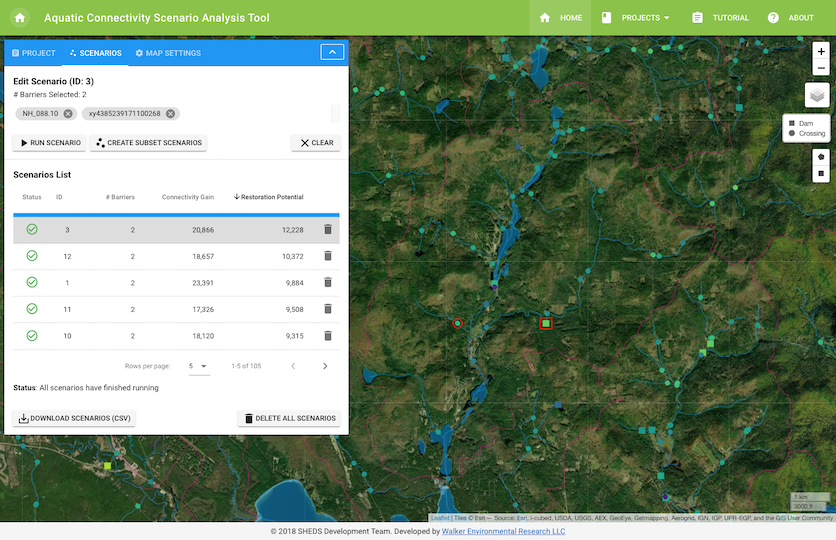 Aquatic Connectivity Scenario Analysis Tool
HOME
PROJECTS
TUTORIAL
ABOUT
PROJECT
SCENARIOS
MAP SETTINGS
Edit Scenario (ID: 3)
# Barriers Selected: 2
NH_088.10
xy4385239171100268
RUN SCENARIO
CREATE SUBSET SCENARIOS
CLEAR
Scenarios List
Status ID # Barriers Connectivity Gain Restoration Potential
3 2 20,866 12,228
12 2 18,657 10,372
1 2 23,391 9,884
11 2 17,326 9,508
10 2 18,120 9,315
Rows per page: 5 1-5 of 105
Status: All scenarios have finished running
DOWNLOAD SCENARIOS (CSV)
DELETE ALL SCENARIOS
+
−
Dam
Crossing
1 km
3000 ft
Leaflet | Tiles © Esri — Source: Esri, i-cubed, USDA, USGS, AEX, GeoEye, Getmapping, Aerogrid, IGN, IGP, UPR-EGP, and the GIS User Community
© 2018 SHEDS Development Team. Developed by Walker Environmental Research LLC